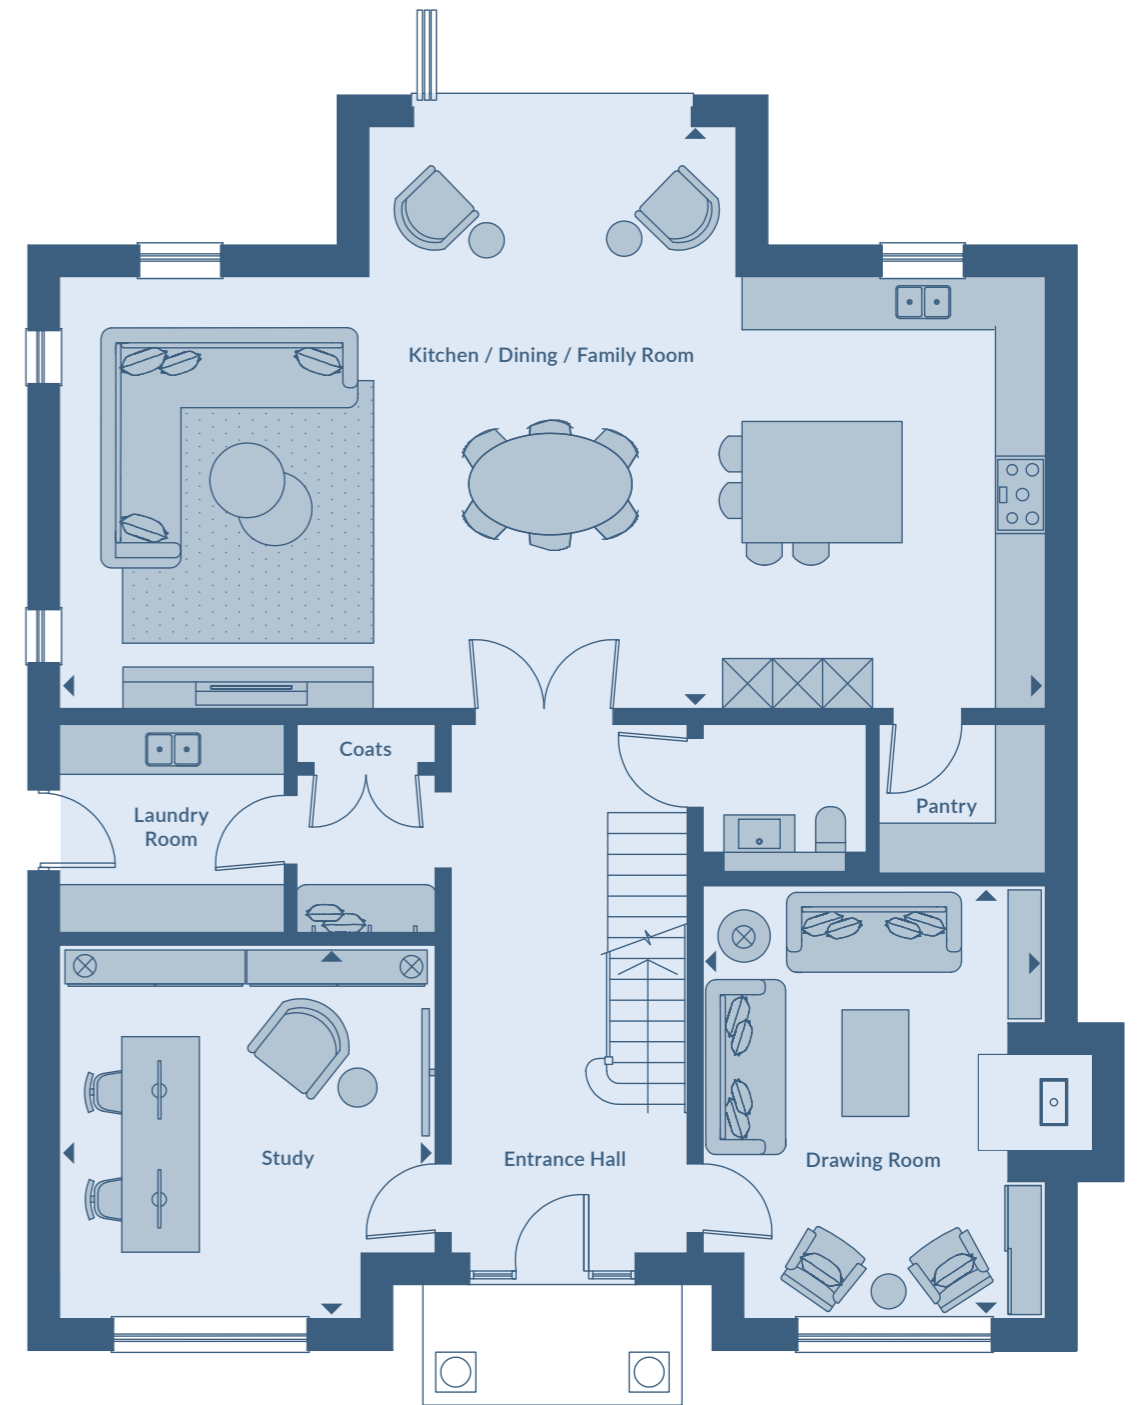 Kitchen / Dining / Family Room
Coats
Laundry
Room
Pantry
Study
Entrance Hall
Drawing Room